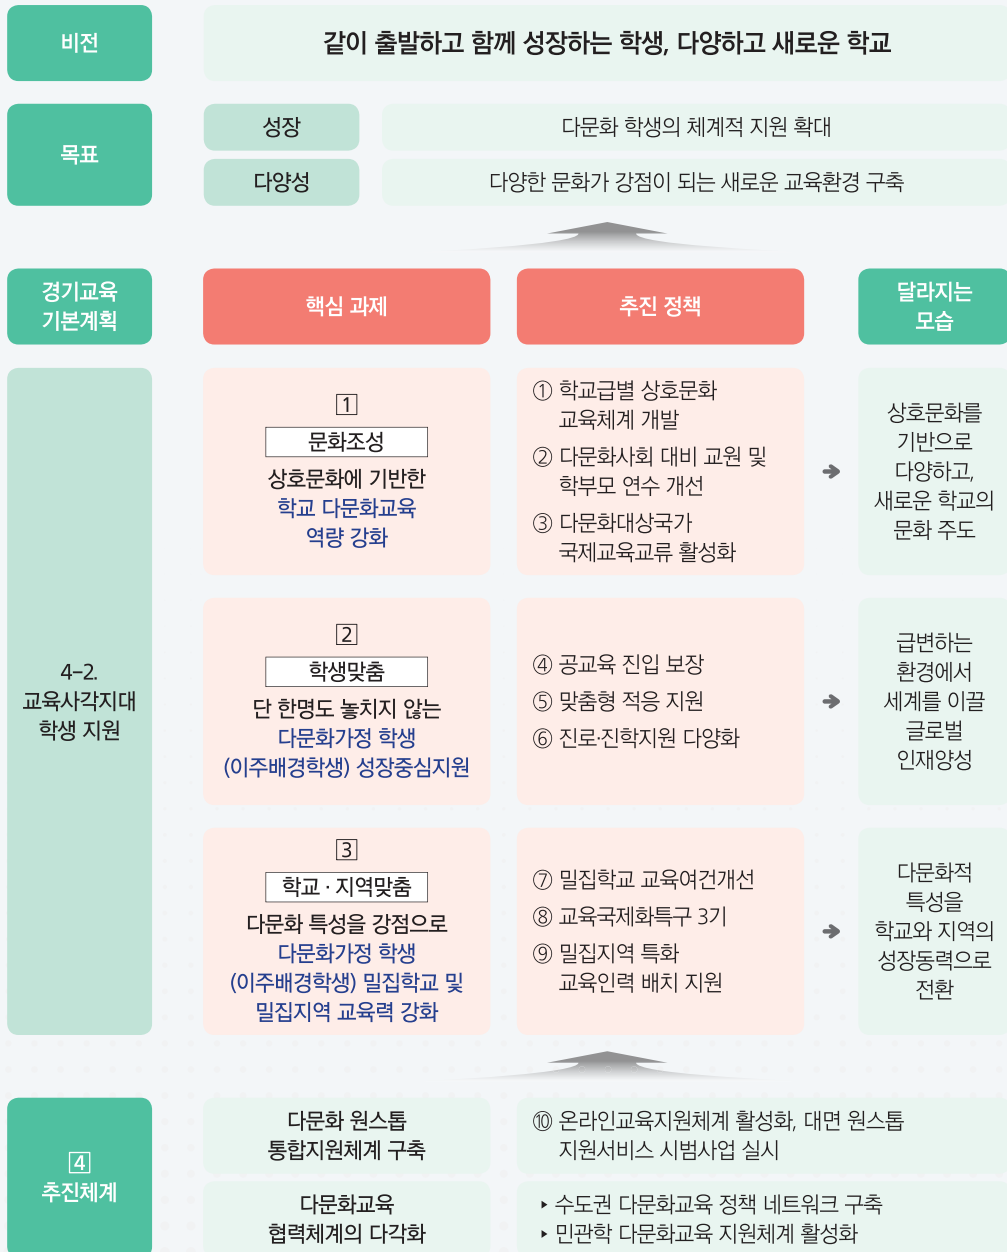 비전
같이 출발하고 함께 성장하는 학생, 다양하고 새로운 학교
목표
성장
다문화 학생의 체계적 지원 확대
다양성
다양한 문화가 강점이 되는 새로운 교육환경 구축
경기교육
기본계획
핵심 과제
추진 정책
달라지는
모습
4-2.
교육사각지대
학생 지원
1
문화조성
상호문화에 기반한
학교 다문화교육
역량 강화
① 학교급별 상호문화
교육체계 개발
② 다문화사회 대비 교원 및
학부모 연수 개선
③ 다문화대상국가
국제교육교류 활성화
상호문화를
기반으로
다양하고,
새로운 학교의
문화 주도
2
학생맞춤
단 한명도 놓치지 않는
다문화가정 학생
(이주배경학생) 성장중심지원
④ 공교육 진입 보장
⑤ 맞춤형 적응 지원
⑥ 진로·진학지원 다양화
급변하는
환경에서
세계를 이끌
글로벌
인재양성
3
학교 · 지역맞춤
다문화 특성을 강점으로
다문화가정 학생
(이주배경학생) 밀집학교 및
밀집지역 교육력 강화
⑦ 밀집학교 교육여건개선
⑧ 교육국제화특구 3기
⑨ 밀집지역 특화
교육인력 배치 지원
다문화적
특성을
학교와 지역의
성장동력으로
전환
4
추진체계
다문화 원스톱
통합지원체계 구축
⑩ 온라인교육지원체계 활성화, 대면 원스톱
지원서비스 시범사업 실시
다문화교육
협력체계의 다각화
▸ 수도권 다문화교육 정책 네트워크 구축
▸ 민관학 다문화교육 지원체계 활성화